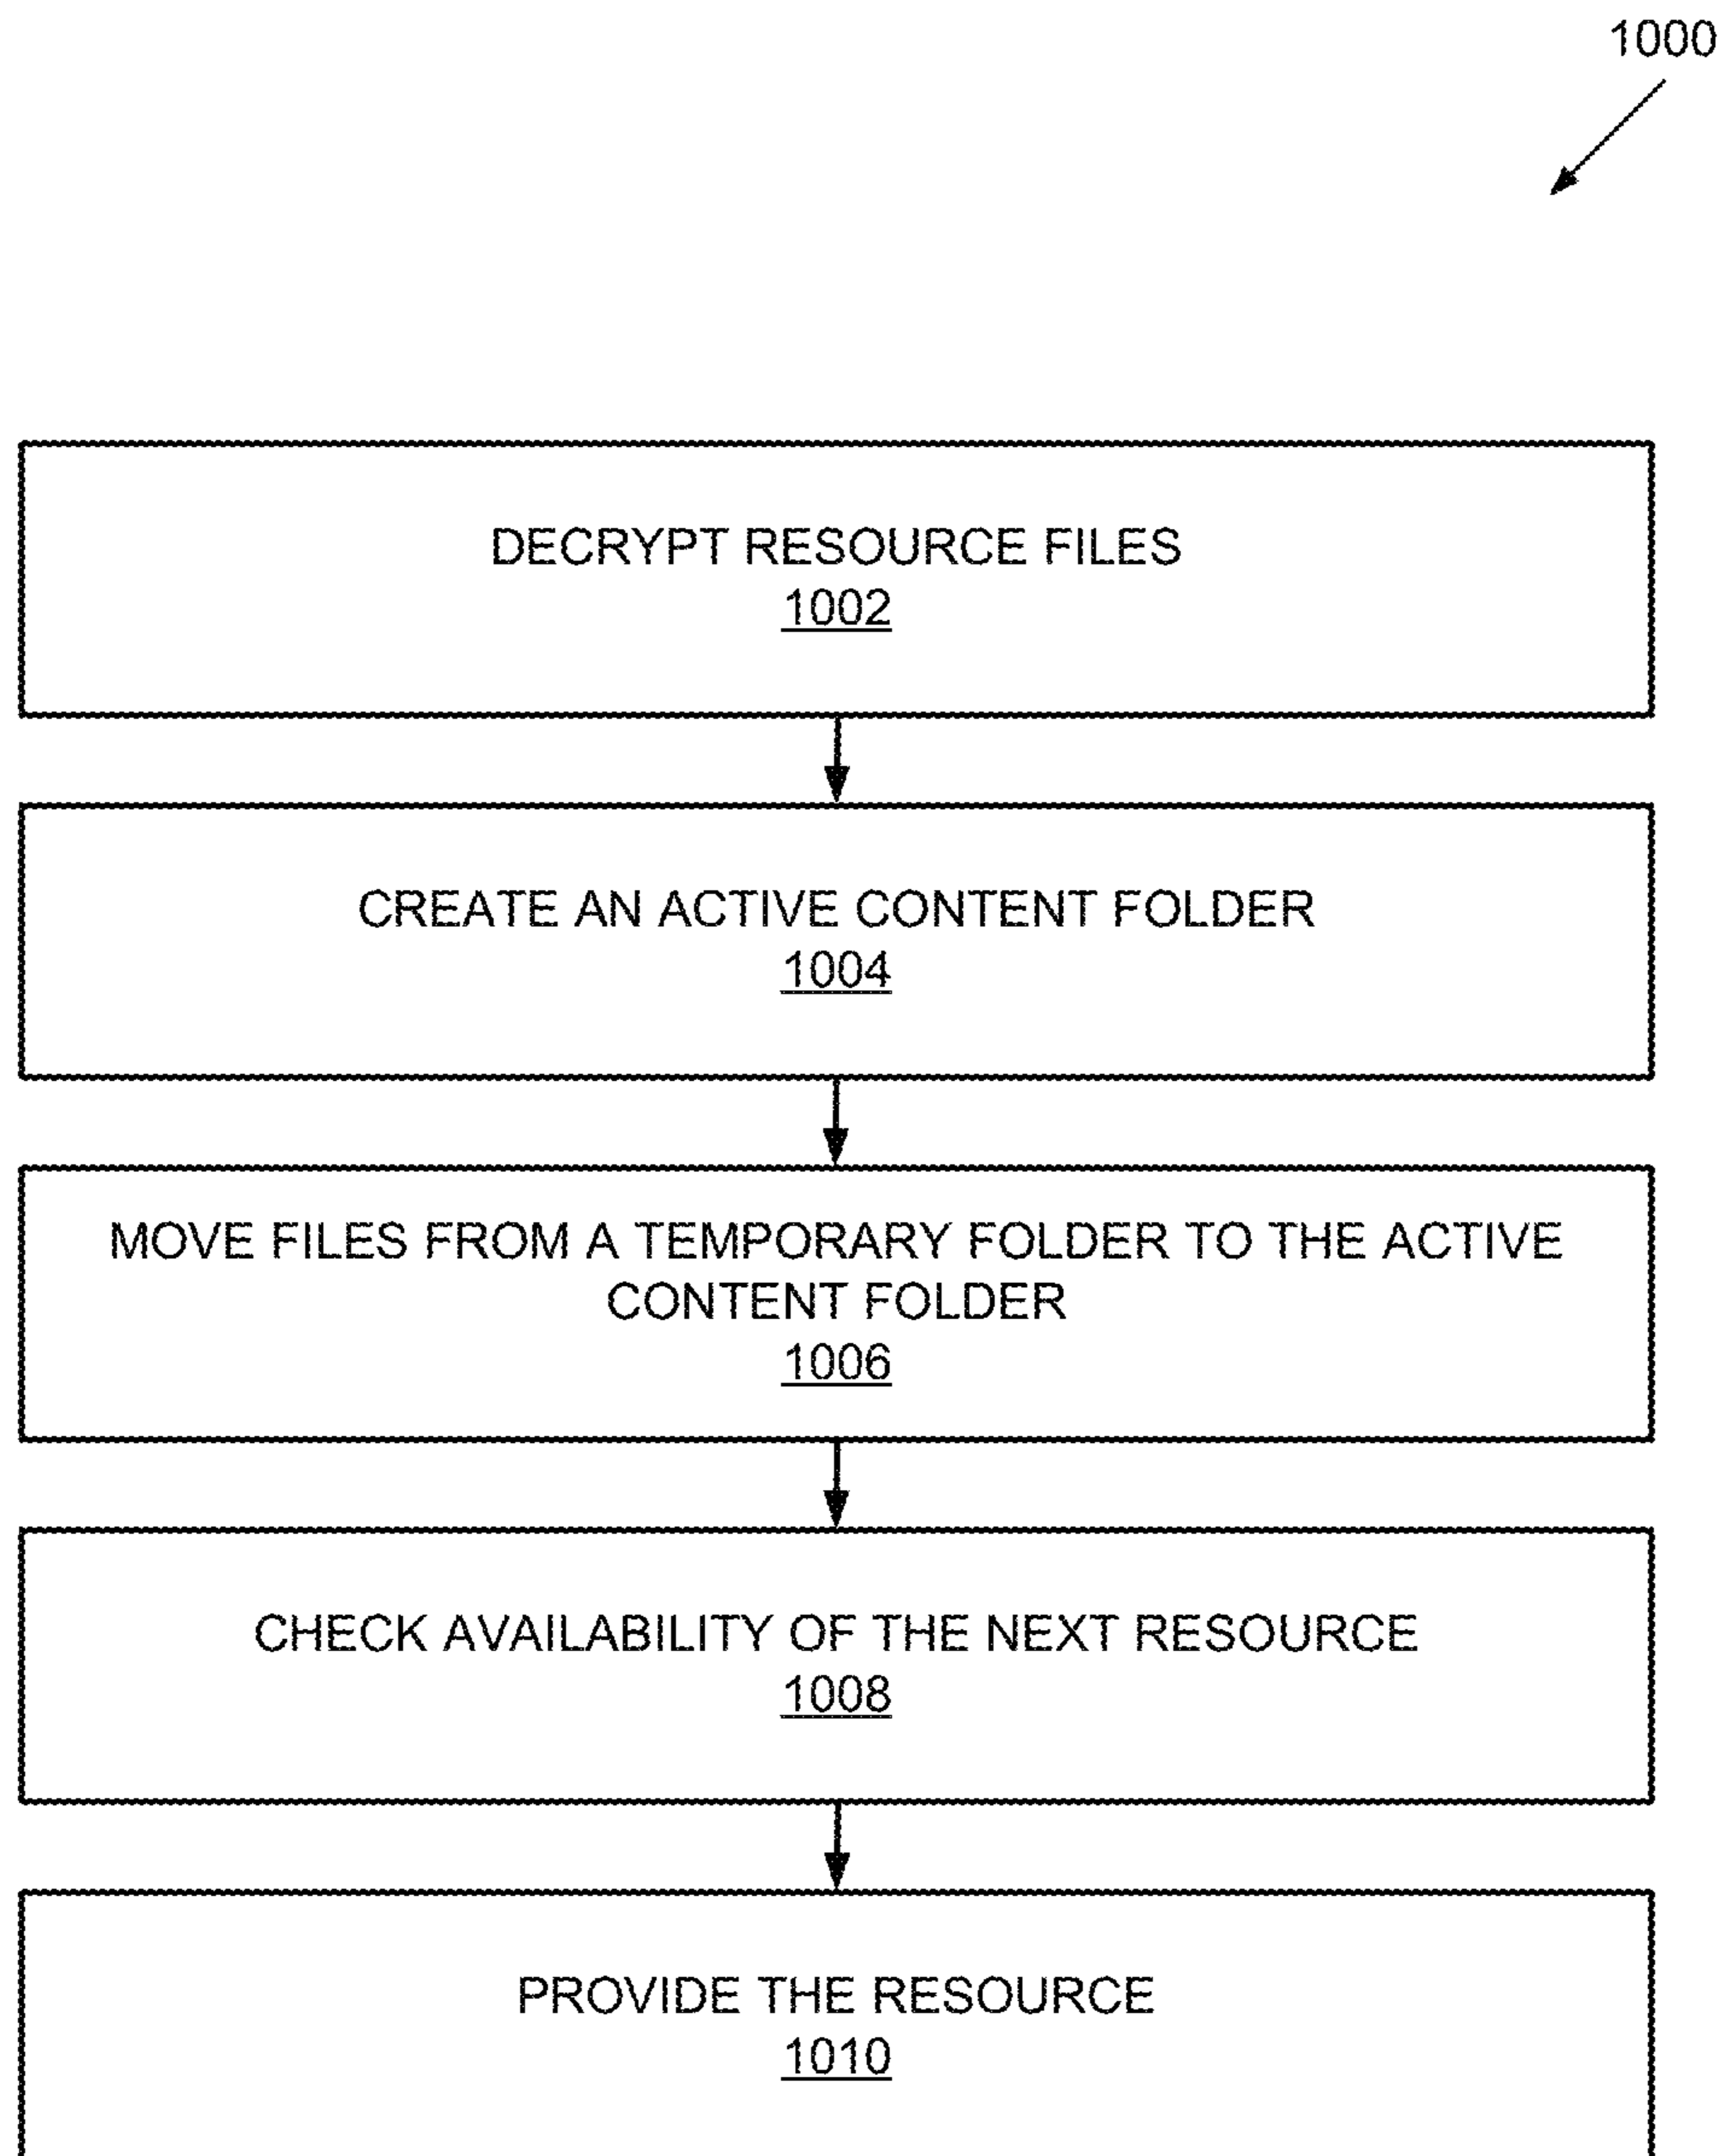 1000
DECRYPT RESOURCE FILES
1002
CREATE AN ACTIVE CONTENT FOLDER
1004
MOVE FILES FROM A TEMPORARY FOLDER TO THE ACTIVE
CONTENT FOLDER
1006
CHECK AVAILABILITY OF THE NEXT RESOURCE
1008
PROVIDE THE RESOURCE
1010